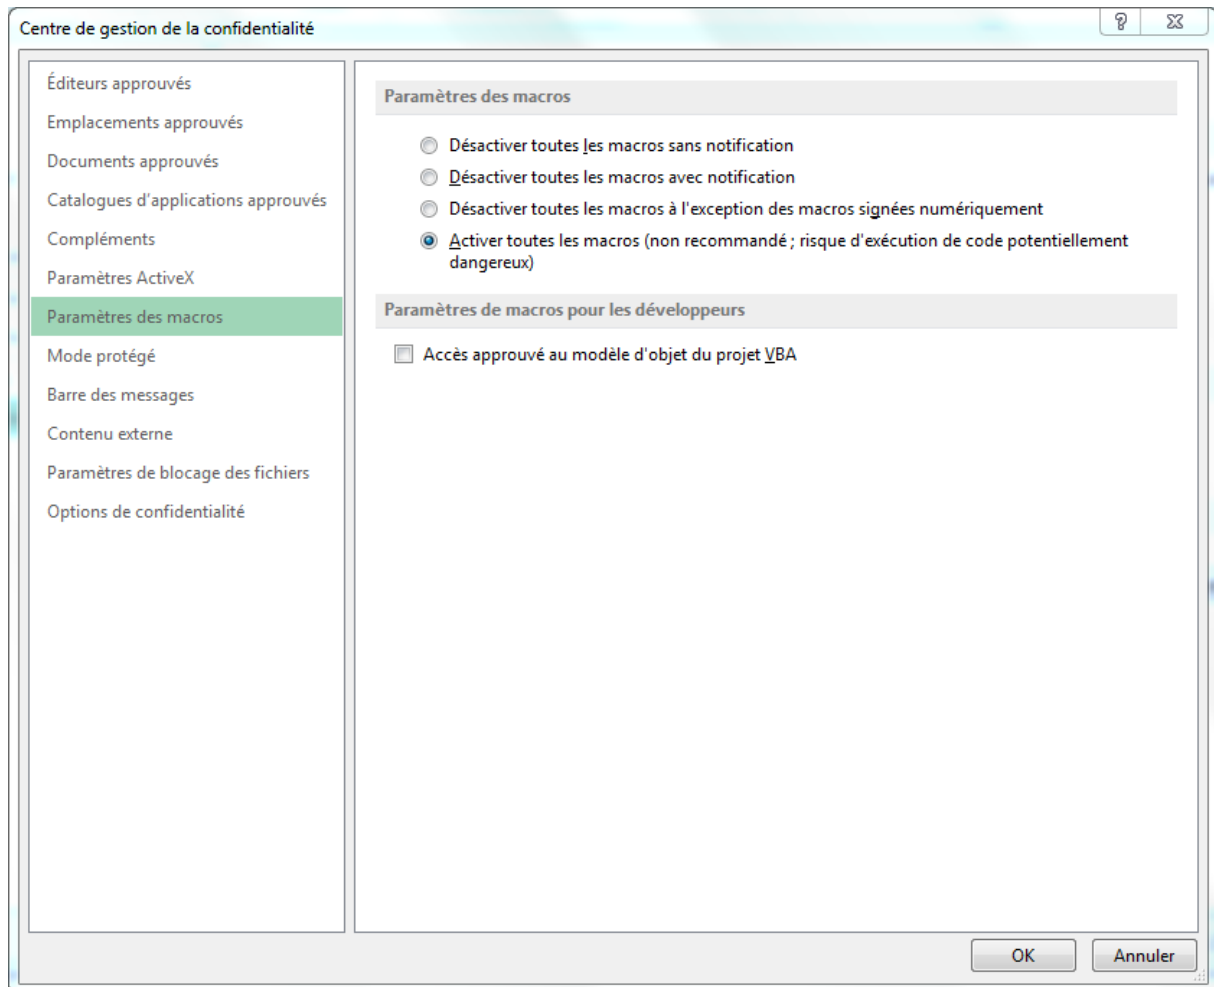 Centre de gestion de la confidentialité
Éditeurs approuvés
Emplacements approuvés
Documents approuvés
Catalogues d'applications approuvés
Compléments
Paramètres ActiveX
Paramètres des macros
Mode protégé
Barre des messages
Contenu externe
Paramètres de blocage des fichiers
Options de confidentialité
Paramètres des macros
Désactiver toutes les macros sans notification
Désactiver toutes les macros avec notification
Désactiver toutes les macros à l'exception des macros signées numériquement
Activer toutes les macros (non recommandé ; risque d'exécution de code potentiellement
dangereux)
Paramètres de macros pour les développeurs
Accès approuvé au modèle d'objet du projet VBA
OK
Annuler